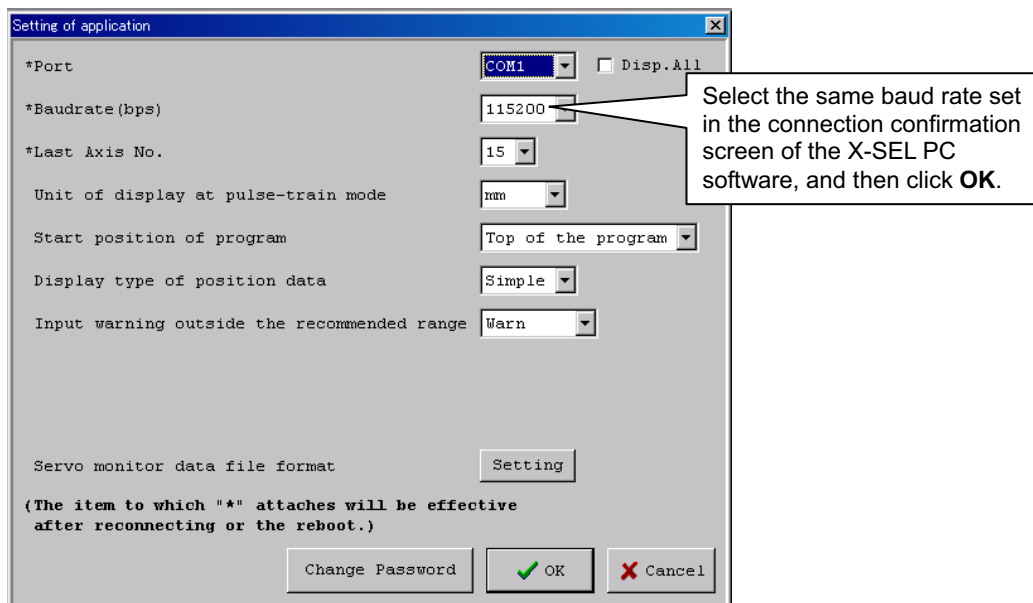 Setting of application
*Port
COM1
Disp.All
*Baudrate(bps)
115200
Select the same baud rate set
in the connection confirmation
screen of the X-SEL PC
software, and then click OK.
*Last Axis No.
15
Unit of display at pulse-train mode
mm
Start position of program
Top of the program
Display type of position data
Simple
Input warning outside the recommended range
Warn
Servo monitor data file format
Setting
(The item to which "*" attaches will be effective
after reconnecting or the reboot.)
Change Password
OK
Cancel